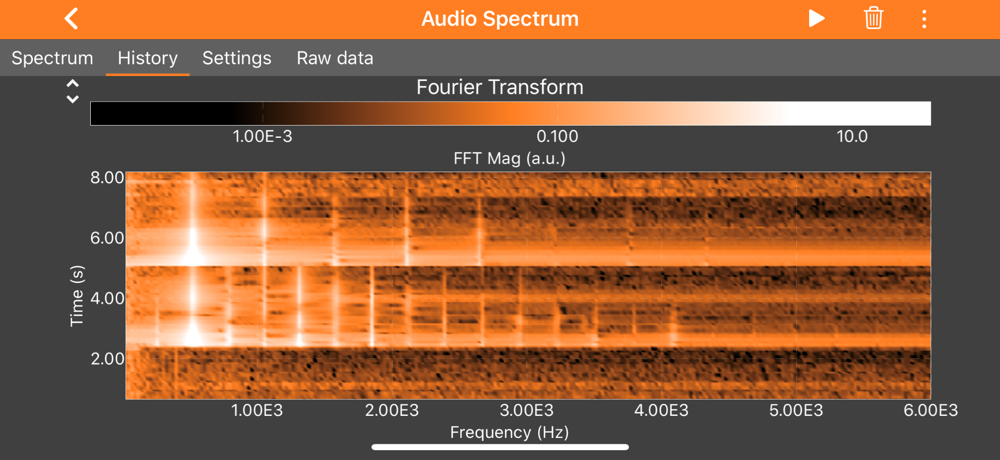 Audio Spectrum
Spectrum History Settings Raw data
Fourier Transform
1.00E-3 0.100 10.0
FFT Mag (a.u.)
8.00
6.00
4.00
2.00
Time (s)
1.00E3 2.00E3 3.00E3 4.00E3 5.00E3 6.00E3
Frequency (Hz)